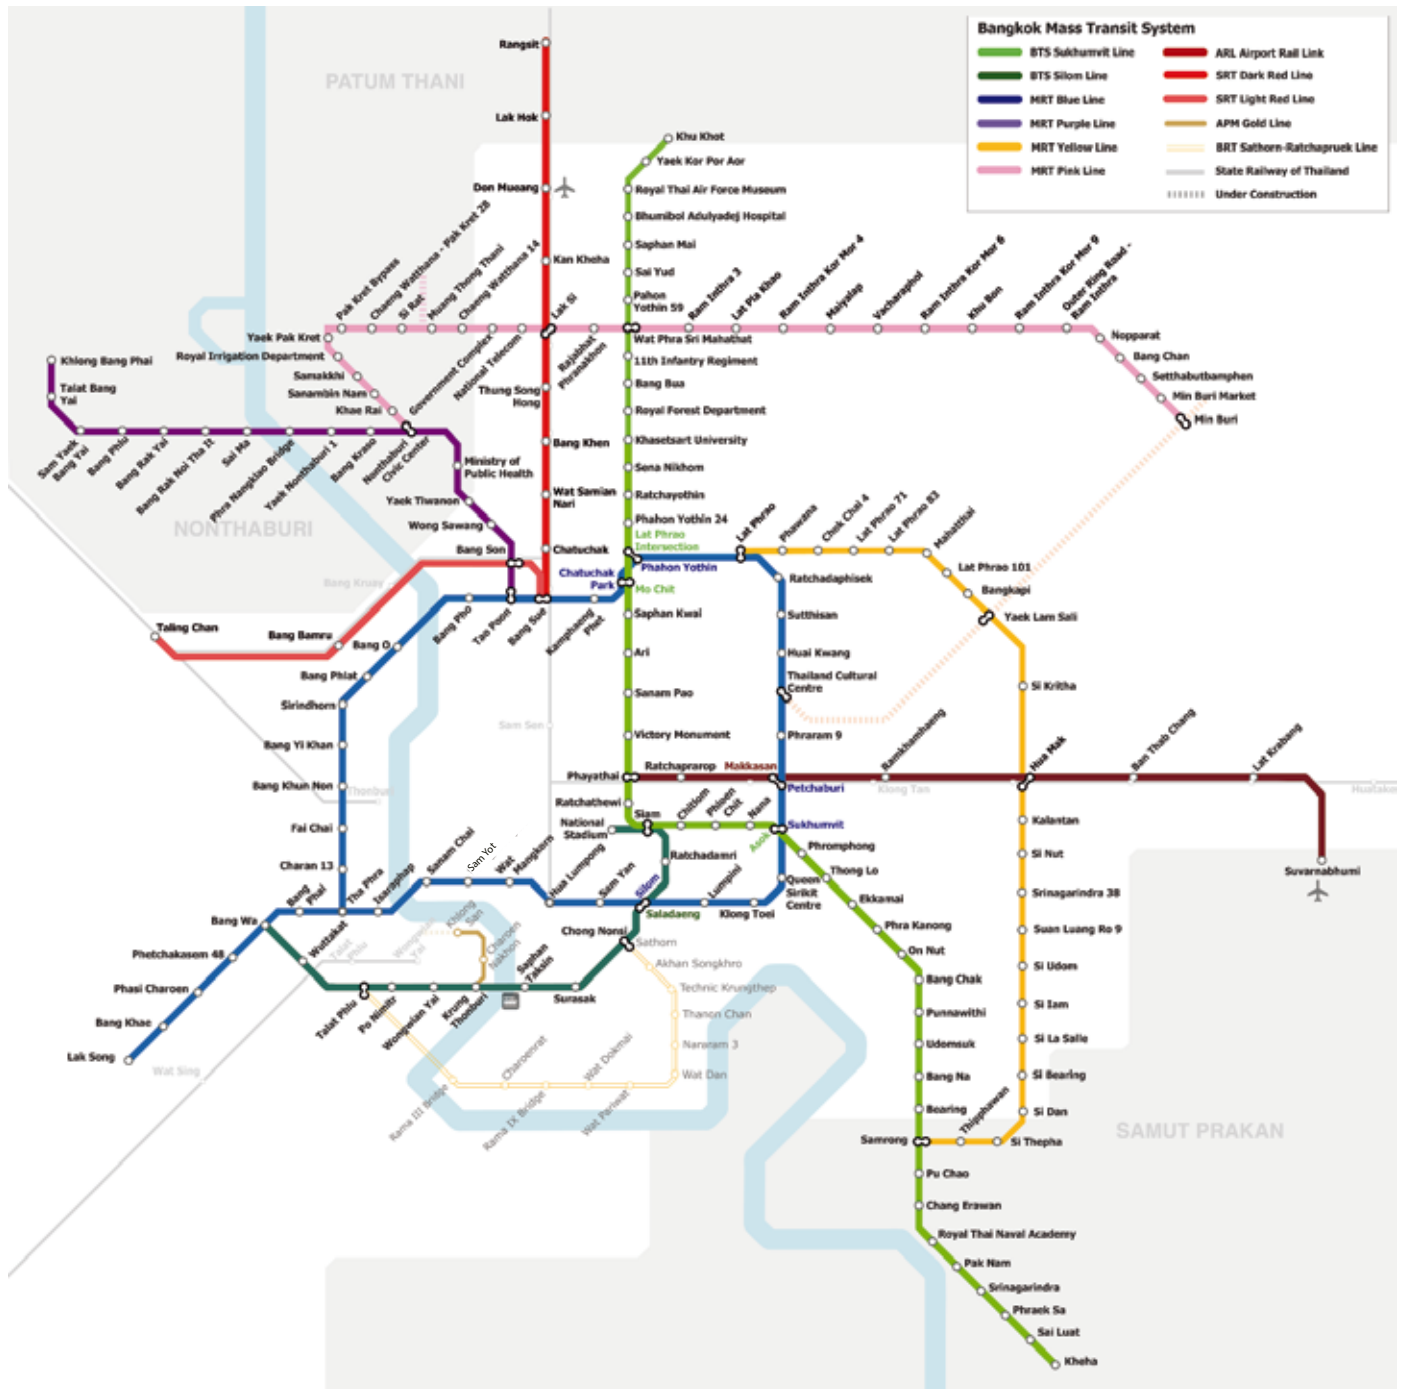 Bangkok Mass Transit System
BTS Sukhumvit Line
BTS Silom Line
MRT Blue Line
MRT Purple Line
MRT Yellow Line
MRT Pink Line
ARL Airport Rail Link
SRT Dark Red Line
SRT Light Red Line
APM Gold Line
BRT Sathorn-Ratchapruek Line
State Railway of Thailand
Under Construction
PATUM THANI
NONTHABURI
SAMUT PRAKAN
Rangsit
Lak Hok
Don Mueang
Kan Kheha
Lak Si
Thung Song
Hong
Bang Khen
Wat Samian
Nari
Chatuchak
Khu Khot
Yaek Kor Por Aor
Royal Thai Air Force Museum
Bhumibol Adulyadej Hospital
Saphan Mai
Sai Yud
Pahon
Yothin 59
Wat Phra Sri Mahathat
11th Infantry Regiment
Bang Bua
Royal Forest Department
Khasetsart University
Sena Nikhom
Ratchayothin
Phahon Yothin 24
Lat Phrao
Intersection
Phahon Yothin
Chatuchak
Park
Mo Chit
Saphan Kwai
Ari
Sanam Pao
Victory Monument
Phayathai
Ratchathewi
Siam
National
Stadium
Pak Kret Bypass
Chaeng Watthana - Pak Kret 28
Si Rat
Muang Thong Thani
Chaeng Watthana 14
Government Complex
National Telecom
Rajabhat
Phranakhon
Ram Inthra 3
Lat Pla Khao
Ram Inthra Kor Mor 4
Maiyalap
Vacharaphol
Ram Inthra Kor Mor 6
Khu Bon
Ram Inthra Kor Mor 9
Outer Ring Road -
Ram Inthra
Nopparat
Bang Chan
Setthabutbamphen
Min Buri Market
Min Buri
Yaek Pak Kret
Royal Irrigation Department
Samakkhi
Sanambin Nam
Khae Rai
Khlong Bang Phai
Talat Bang
Yai
Sam Yaek
Bang Yai
Bang Phlu
Bang Rak Yai
Bang Rak Noi Tha It
Sai Ma
Phra Nangklao Bridge
Yaek Nonthaburi 1
Bang Kraso
Nonthaburi
Civic Center
Ministry of
Public Health
Yaek Tiwanon
Wong Sawang
Bang Son
Bang Kruay
Taling Chan
Bang Bamru
Bang O
Bang Pho
Tao Poon
Bang Sue
Kamphaeng
Phet
Bang Phlat
Sirindhorn
Bang Yi Khan
Bang Khun Non
Thonburi
Fai Chai
Charan 13
Sam Sen
Lat Phrao
Phawana
Chok Chai 4
Lat Phrao 71
Lat Phrao 83
Mahatthai
Lat Phrao 101
Bangkapi
Yaek Lam Sali
Ratchadaphisek
Sutthisan
Huai Kwang
Thailand Cultural
Centre
Phraram 9
Si Kritha
Ratchaprarop
Makkasan
Petchaburi
Ramkhamhaeng
Klong Tan
Hua Mak
Ban Thab Chang
Lat Krabang
Suvarnabhumi
Chitlom
Phloen
Chit
Nana
Asok
Sukhumvit
Phromphong
Thong Lo
Ekkamai
Phra Kanong
On Nut
Bang Chak
Punnawithi
Udomsuk
Bang Na
Bearing
Samrong
Pu Chao
Chang Erawan
Royal Thai Naval Academy
Pak Nam
Srinagarindra
Phraek Sa
Sai Luat
Kheha
Kalantan
Si Nut
Srinagarindra 38
Suan Luang Ro 9
Si Udom
Si Iam
Si La Salle
Si Bearing
Si Dan
Si Thepha
Thipphawan
Ratchadamri
Silom
Saladaeng
Chong Nonsi
Sathorn
Surasak
Saphan
Taksin
Krung
Thonburi
Wongwian Yai
Po Nimitr
Talat Phlu
Wuttakat
Bang Wa
Bang
Phai
Tha Phra
Isaraphap
Sanam Chai
Sam Yot
Wat
Mangkarn
Hua Lumpong
Sam Yan
Lumpini
Klong Toei
Queen
Sirikit
Centre
Phetchakasem 48
Phasi Charoen
Bang Khae
Lak Song
Wat Sing
Talat
Phlu
Wongwian
Yai
Khlong
San
Charoen
Nakhon
Akhan Songkhro
Technic Krungthep
Thanon Chan
Nararam 3
Wat Dan
Wat Pariwat
Wat Dokmai
Rama IX Bridge
Charoenrat
Rama III Bridge